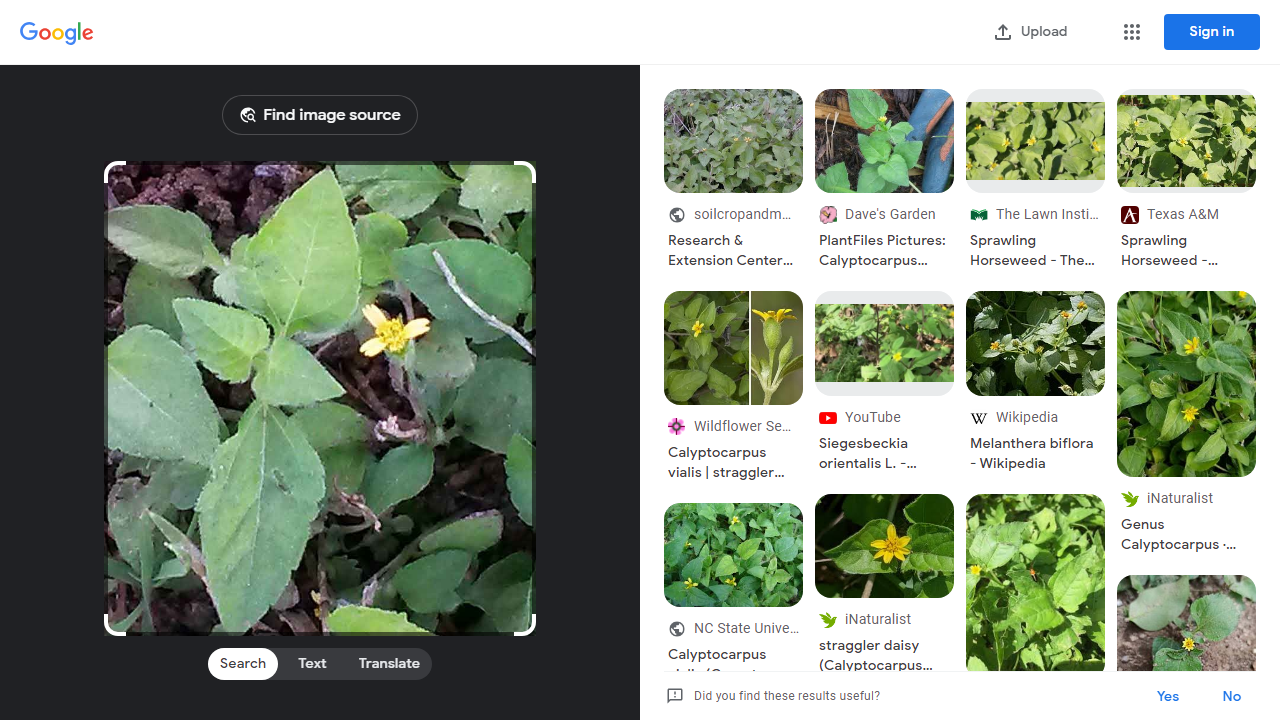 Google
Upload
Sign in
Find image source
Search
Text
Translate
soilcropandm...
Research &
Extension Center...
Dave's Garden
PlantFiles Pictures:
Calyptocarpus...
The Lawn Insti...
Sprawling
Horseweed - The...
Texas A&M
Sprawling
Horseweed -...
Wildflower Se...
Calyptocarpus
vialis | straggler...
YouTube
Siegesbeckia
orientalis L. -...
Wikipedia
Melanthera biflora
- Wikipedia
iNaturalist
Genus
Calyptocarpus ·...
NC State Unive...
Calyptocarpus
iNaturalist
straggler daisy
(Calyptocarpus...
Did you find these results useful?
Yes
No